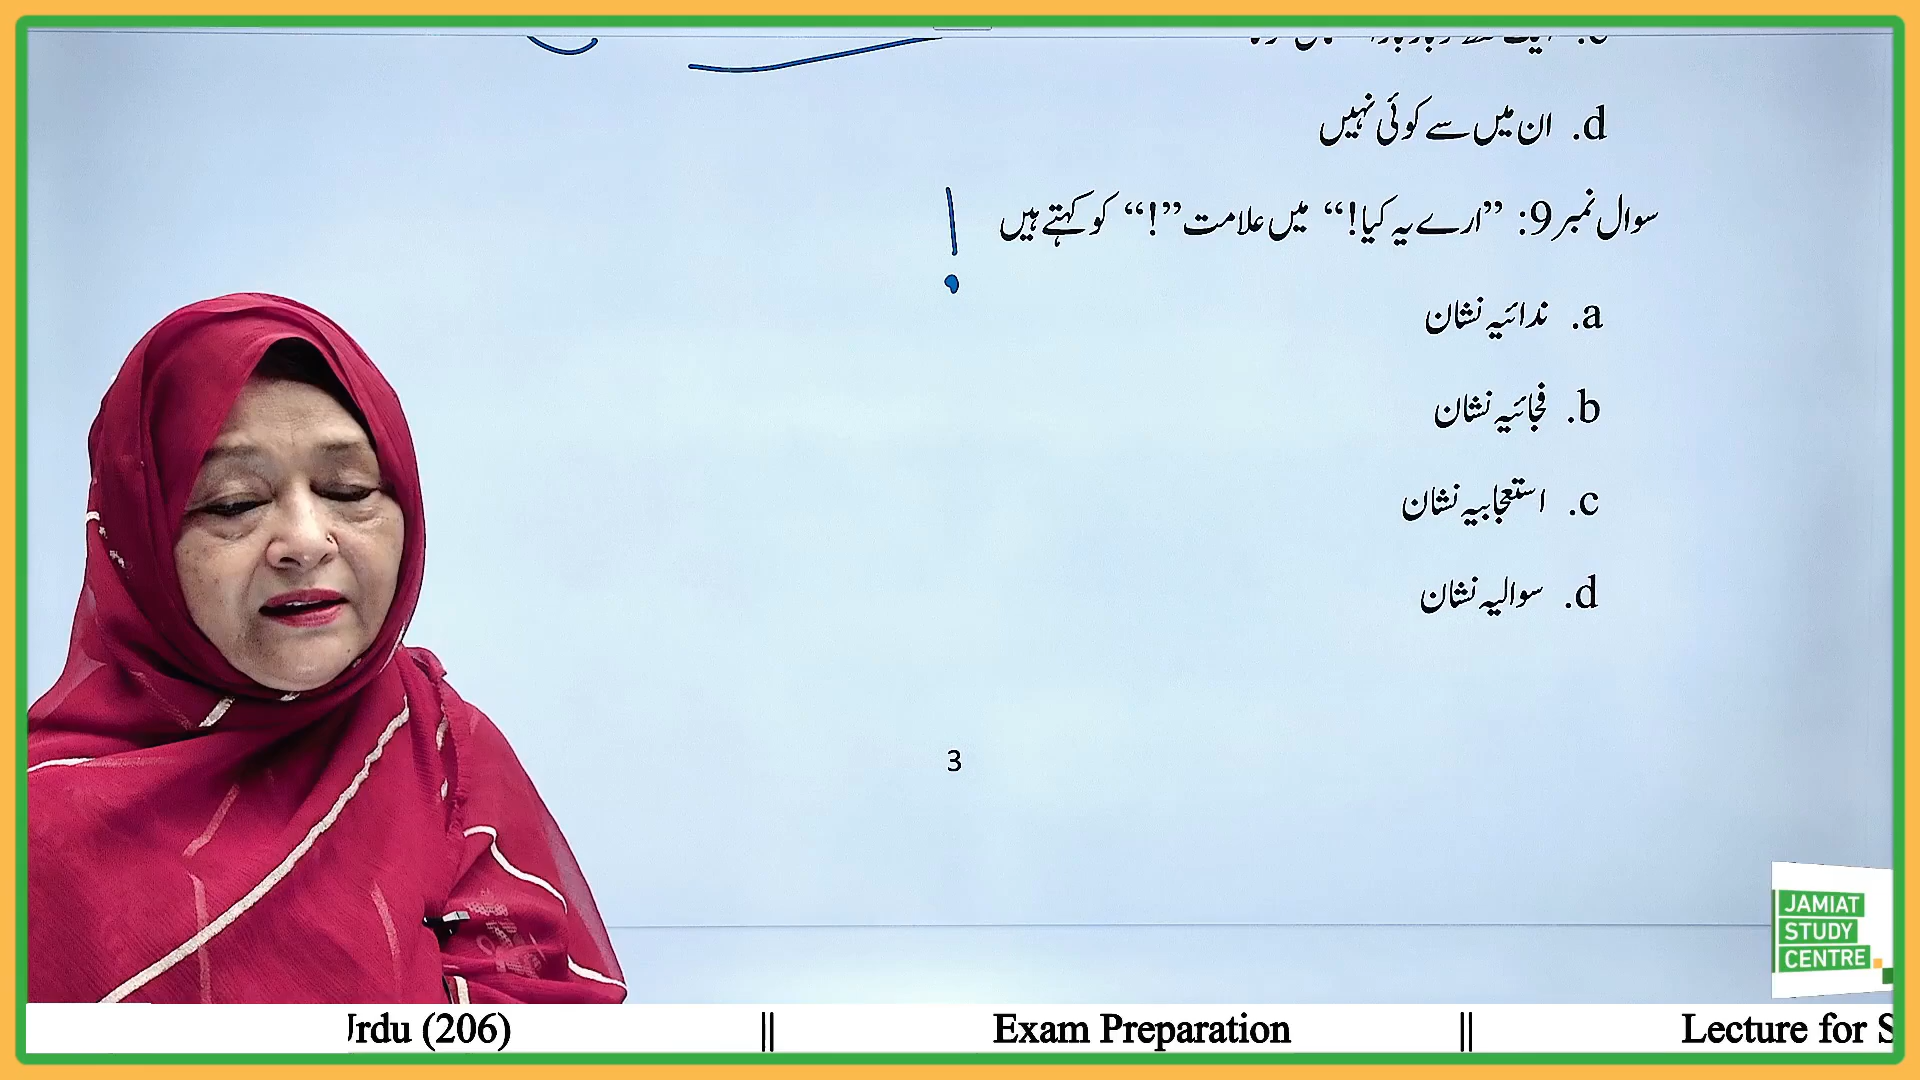 d. ان میں سے کوئی نہیں
سوال نمبر 9: ”ارے یہ کیا!“ میں علامت ”!“ کو کہتے ہیں
!
a. ندائیہ نشان
b. فجائیہ نشان
c. استعجابیہ نشان
d. سوالیہ نشان
3
JAMIAT
STUDY
CENTRE
(206) || Exam Preparation || Lecture for